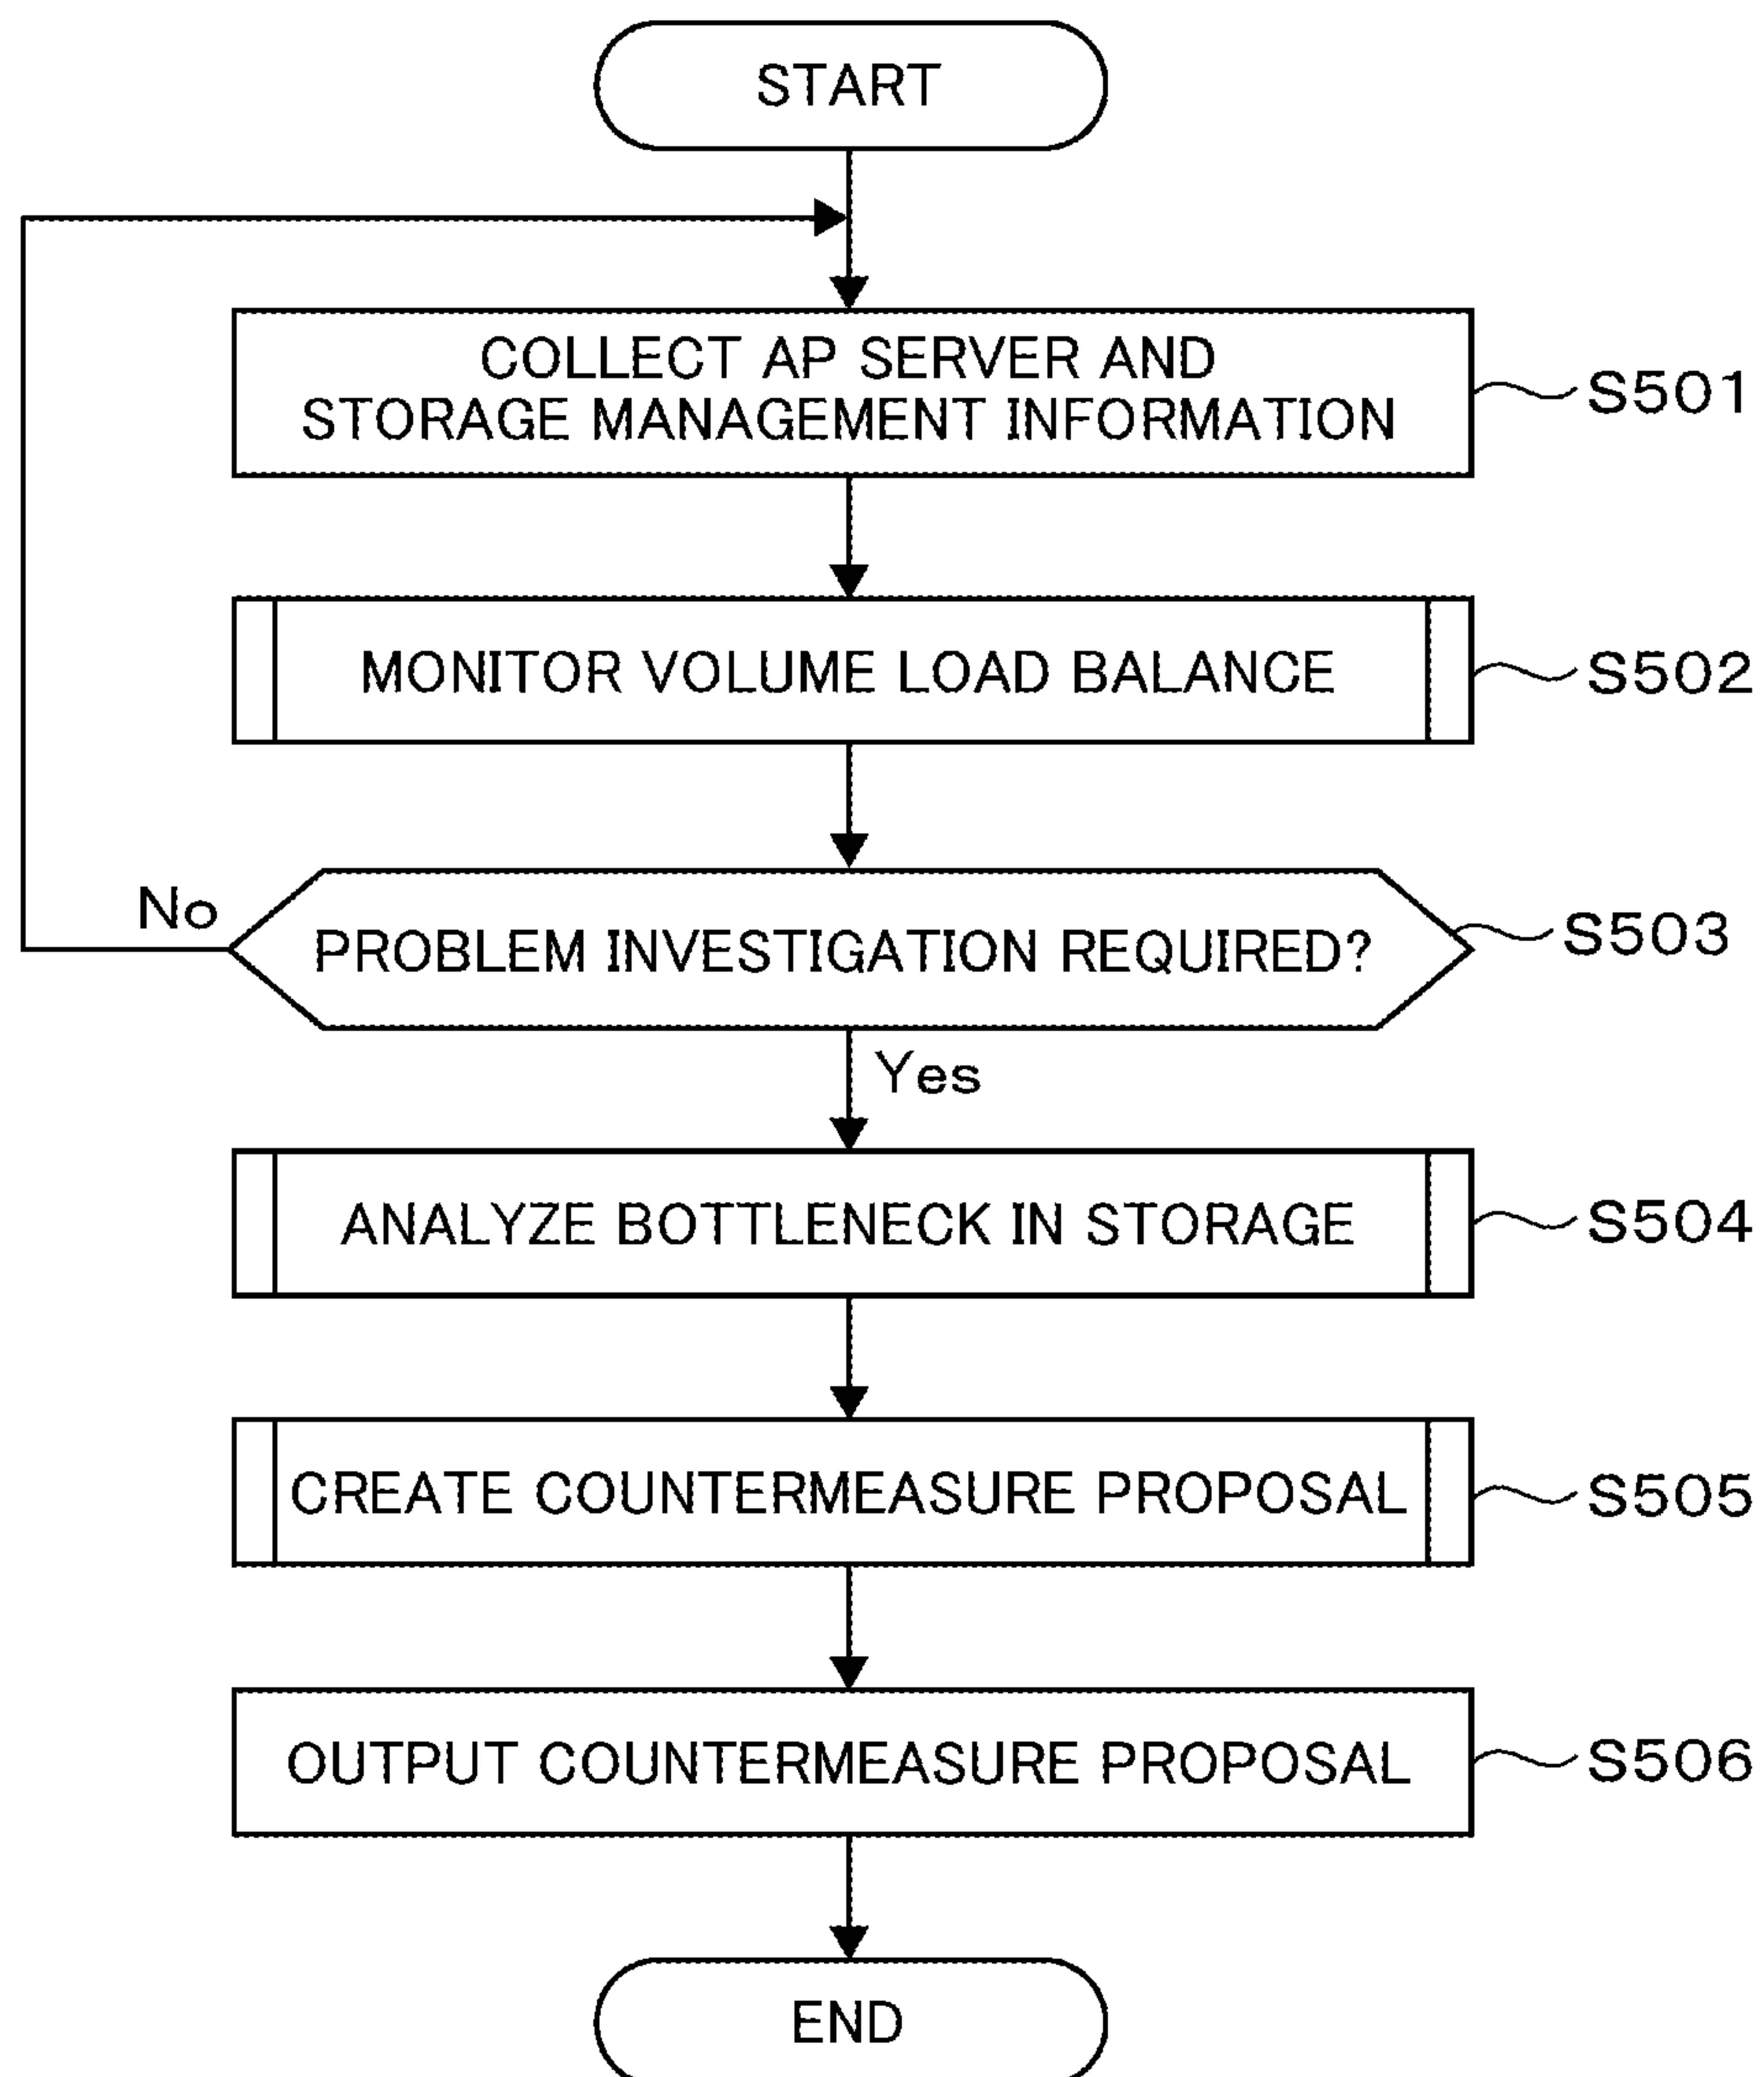 START
COLLECT AP SERVER AND
STORAGE MANAGEMENT INFORMATION
S501
MONITOR VOLUME LOAD BALANCE
S502
No
PROBLEM INVESTIGATION REQUIRED?
S503
Yes
ANALYZE BOTTLENECK IN STORAGE
S504
CREATE COUNTERMEASURE PROPOSAL
S505
OUTPUT COUNTERMEASURE PROPOSAL
S506
END